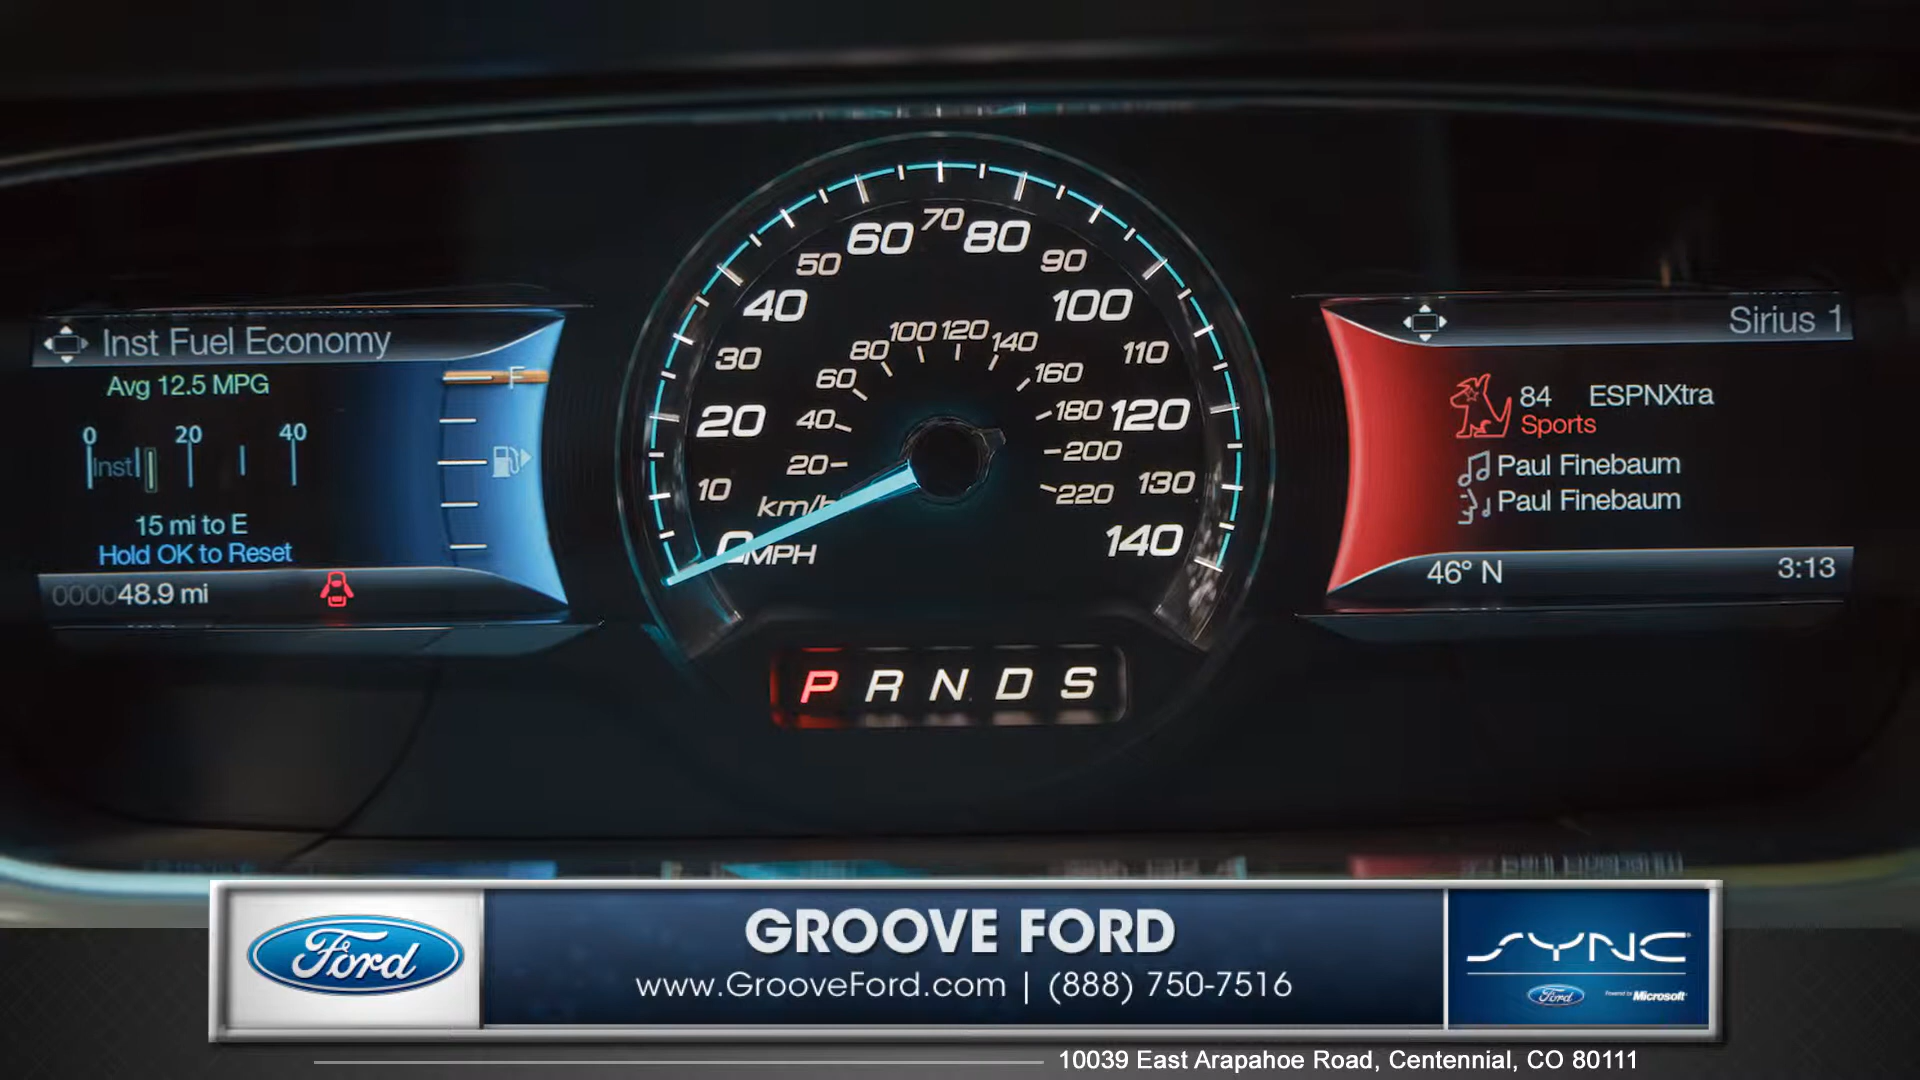 Inst Fuel Economy
Avg 12.5 MPG
0 20 40
Inst
15 mi to E
Hold OK to Reset
000048.9 mi
F
0 10 20 30 40 50 60 70 80 90 100 110 120 130 140
MPH
20 40 60 80 100 120 140 160 180 200 220
km/h
P R N D S
Sirius 1
84 ESPNXtra
Sports
Paul Finebaum
Paul Finebaum
46° N 3:13
Ford
GROOVE FORD
www.GrooveFord.com | (888) 750-7516
SYNC
Ford Powered by Microsoft
10039 East Arapahoe Road, Centennial, CO 80111